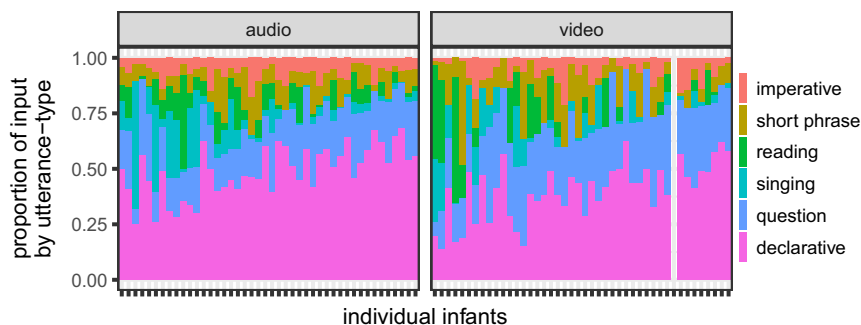 audio
video
proportion of input
by utterance−type
1.00
0.75
0.50
0.25
0.00
individual infants
imperative
short phrase
reading
singing
question
declarative